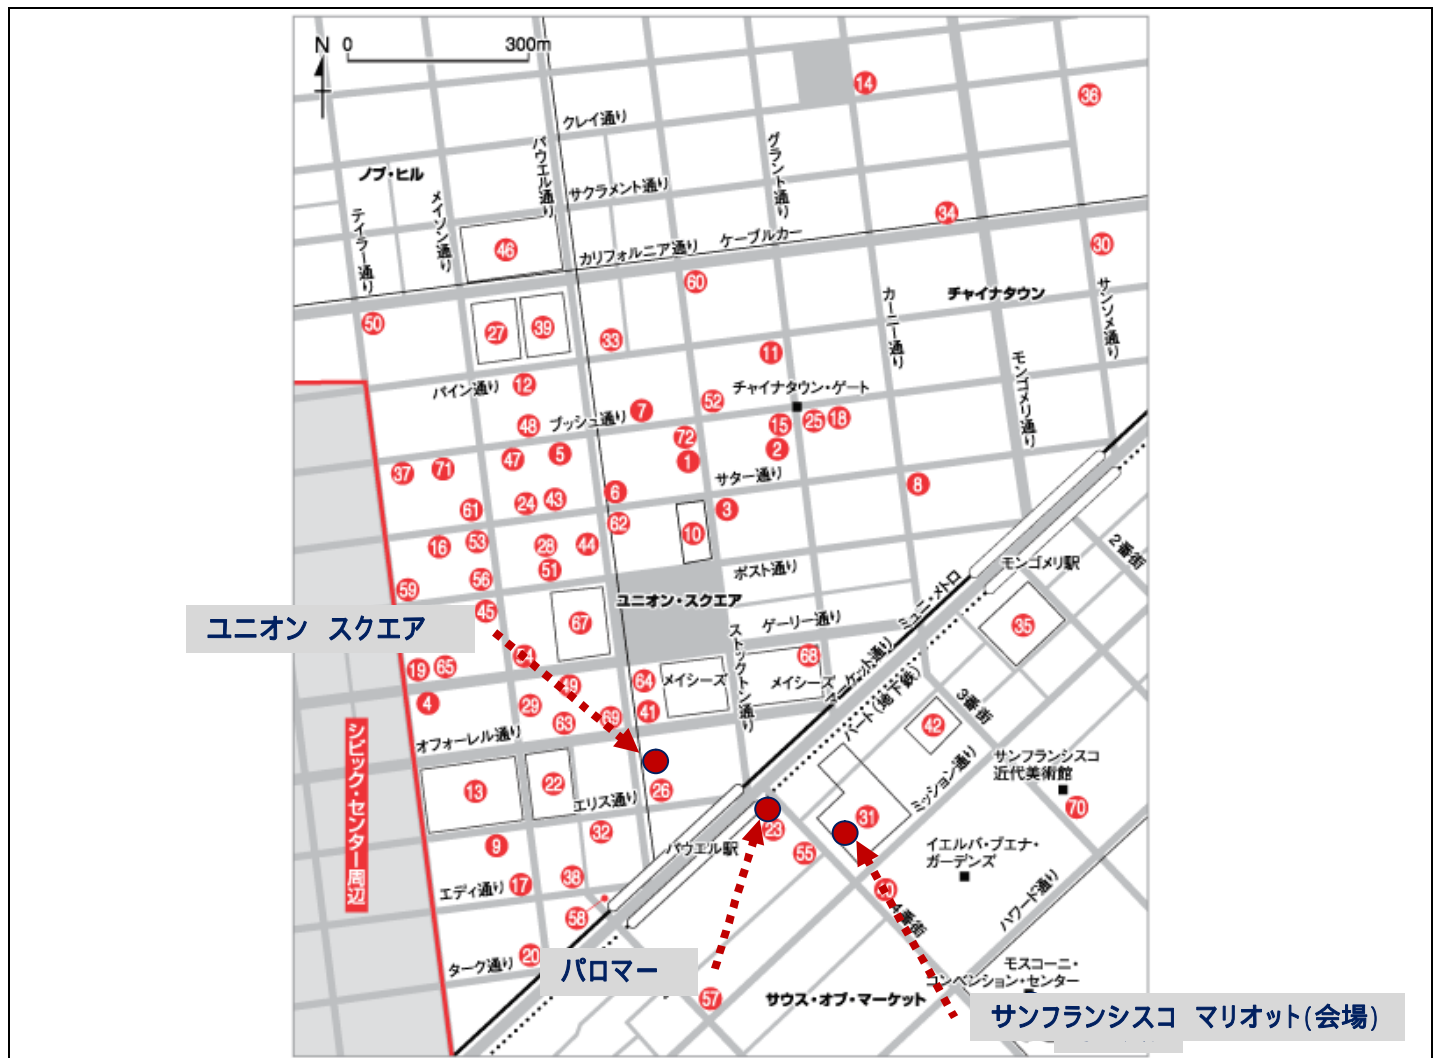 N 0 300m
14
36
クレイ通り
パウエル通り
グラント通り
ノブ・ヒル
サクラメント通り
メイソン通り
テイラー通り
34
46
カリフォルニア通り ケーブルカー
30
60
カーニー通り
チャイナタウン
サンソメ通り
50
27
39
33
11
モンゴメリ通り
パイン通り 12
チャイナタウン・ゲート
52
7
48 ブッシュ通り
15 25 18
72
2
47 5
1
37 71
サター通り
8
6
24 43
61
3
62
10
16 53
28 44
2番街
51
ポスト通り
モンゴメリ駅
56
59
ユニオン・スクエア
ミュニ・メトロ
45
ユニオン スクエア
67
ゲーリー通り
35
ストックトン通り
54
68
19 65
64 メイシーズ
メイシーズ
マーケット通り
バート(地下鉄)
49
4
29
41
3番街
63 69
42
シビック・センター周辺
オフォーレル通り
サンフランシスコ
近代美術館
ミッション通り
13
22
26
エリス通り
70
31
32
23
9
パウエル駅
55
イエルバ・ブエナ・
ガーデンズ
エディ通り 17
38
4番街
ハワード通り
58
20
ターク通り
パロマー
モスコーニ・
コンベンション・センター
57
サウス・オブ・マーケット
サンフランシスコ マリオット(会場)